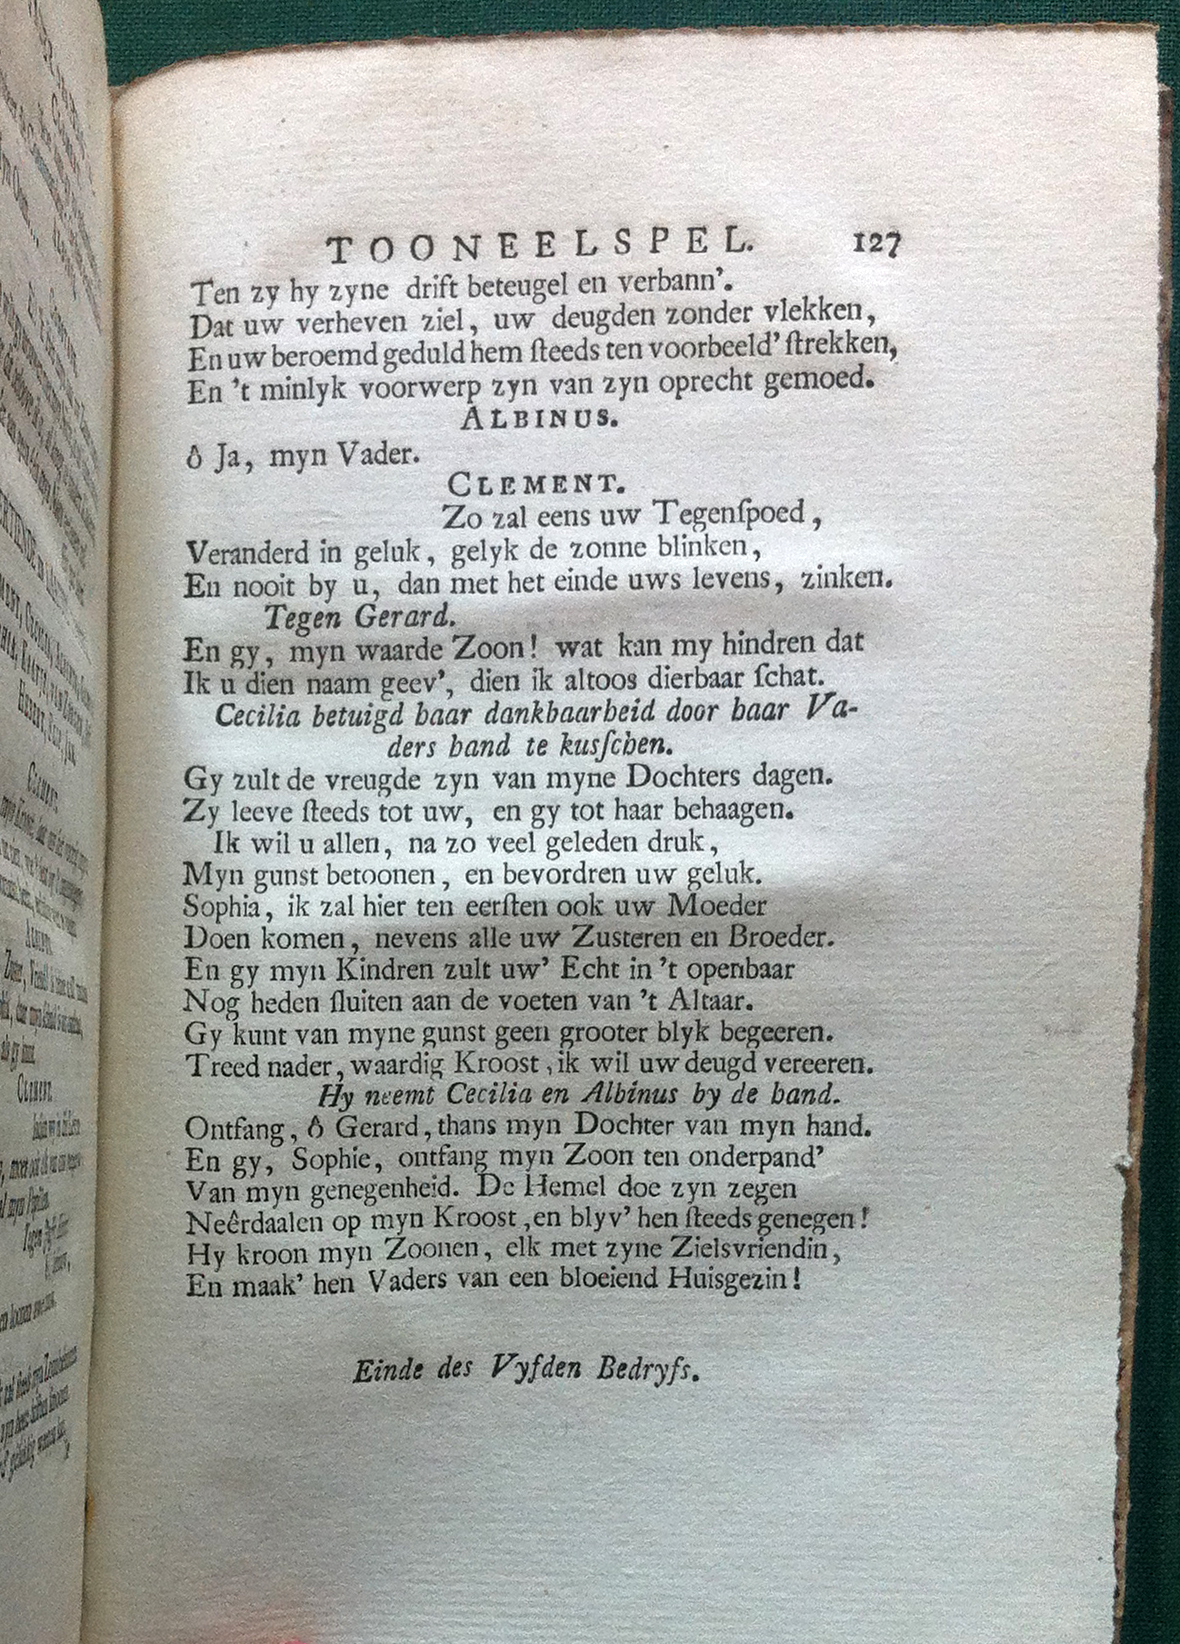 TOONEELSPEL. 127
Ten zy hy zyne drift beteugel en verbann'.
Dat uw verheven ziel, uw deugden zonder vlekken,
En uw beroemd geduld hem ſteeds ten voorbeeld' ſtrekken,
En 't minlyk voorwerp zyn van zyn oprecht gemoed.
ALBINUS.
ô Ja, myn Vader.
CLEMENT.
Zo zal eens uw Tegenſpoed,
Veranderd in geluk, gelyk de zonne blinken,
En nooit by u, dan met het einde uws levens, zinken.
Tegen Gerard.
En gy, myn waarde Zoon! wat kan my hindren dat
Ik u dien naam geev', dien ik altoos dierbaar ſchat.
Cecilia betuigd haar dankbaarheid door haar Va-
ders hand te kusſchen.
Gy zult de vreugde zyn van myne Dochters dagen.
Zy leeve ſteeds tot uw, en gy tot haar behaagen.
Ik wil u allen, na zo veel geleden druk,
Myn gunst betoonen, en bevordren uw geluk.
Sophia, ik zal hier ten eerſten ook uw Moeder
Doen komen, nevens alle uw Zusteren en Broeder.
En gy myn Kindren zult uw' Echt in 't openbaar
Nog heden ſluiten aan de voeten van 't Altaar.
Gy kunt van myne gunst geen grooter blyk begeeren.
Treed nader, waardig Kroost, ik wil uw deugd vereeren.
Hy neemt Cecilia en Albinus by de hand.
Ontfang, ô Gerard, thans myn Dochter van myn hand.
En gy, Sophie, ontfang myn Zoon ten onderpand'
Van myn genegenheid. De Hemel doe zyn zegen
Neêrdaalen op myn Kroost, en blyv' hen ſteeds genegen!
Hy kroon myn Zoonen, elk met zyne Zielsvriendin,
En maak' hen Vaders van een bloeiend Huisgezin!
Einde des Vyfden Bedryfs.